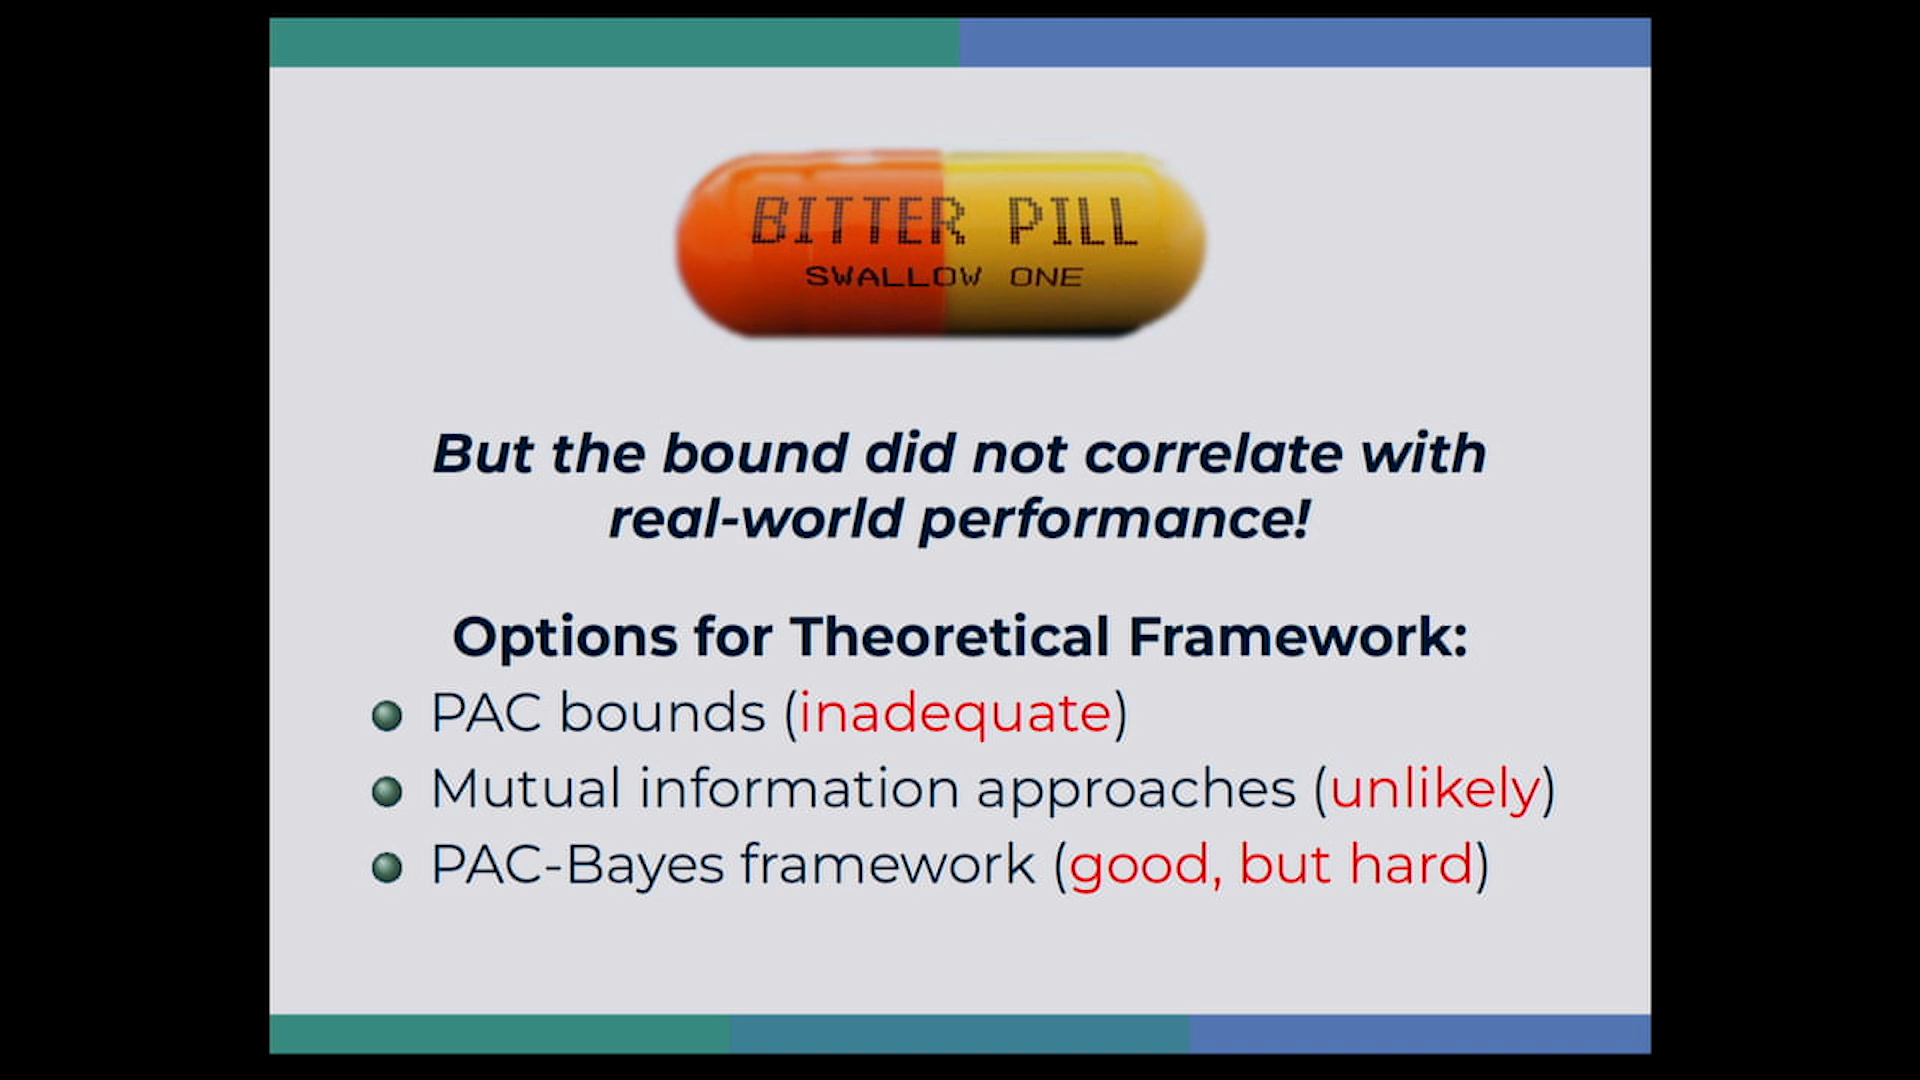 BITTER PILL
SWALLOW ONE
But the bound did not correlate with
real-world performance!
Options for Theoretical Framework:
PAC bounds (inadequate)
Mutual information approaches (unlikely)
PAC-Bayes framework (good, but hard)